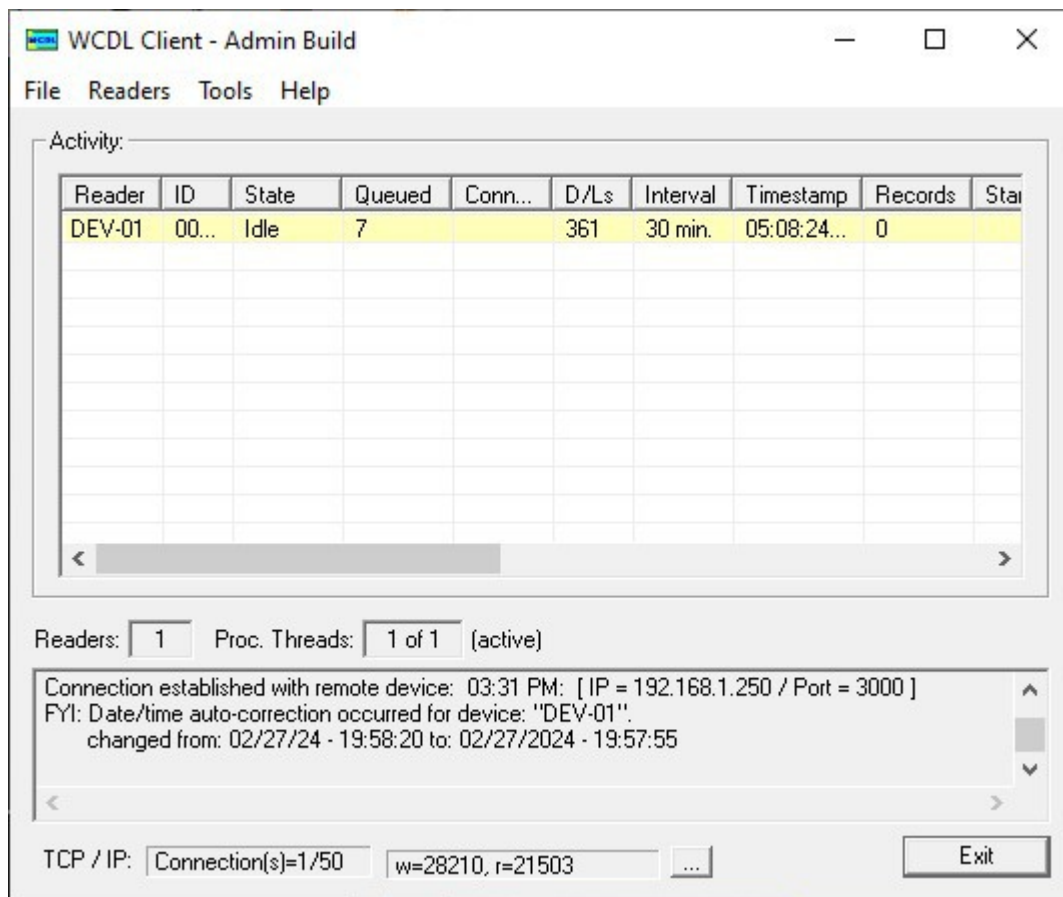 WCDL WCDL Client - Admin Build
File Readers Tools Help
Activity:
Reader ID State Queued Conn... D/Ls Interval Timestamp Records Star
DEV-01 00... Idle 7 361 30 min. 05:08:24... 0
Readers: 1 Proc. Threads: 1 of 1 (active)
Connection established with remote device: 03:31 PM: [ IP = 192.168.1.250 / Port = 3000 ]
FYI: Date/time auto-correction occurred for device: "DEV-01".
changed from: 02/27/24 - 19:58:20 to: 02/27/2024 - 19:57:55
TCP / IP: Connection(s)=1/50 w=28210, r=21503 ... Exit